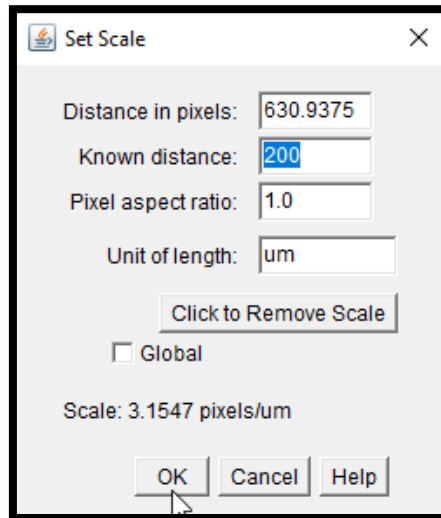 Set Scale
Distance in pixels: 630.9375
Known distance: 200
Pixel aspect ratio: 1.0
Unit of length: um
Click to Remove Scale
Global
Scale: 3.1547 pixels/um
OK Cancel Help